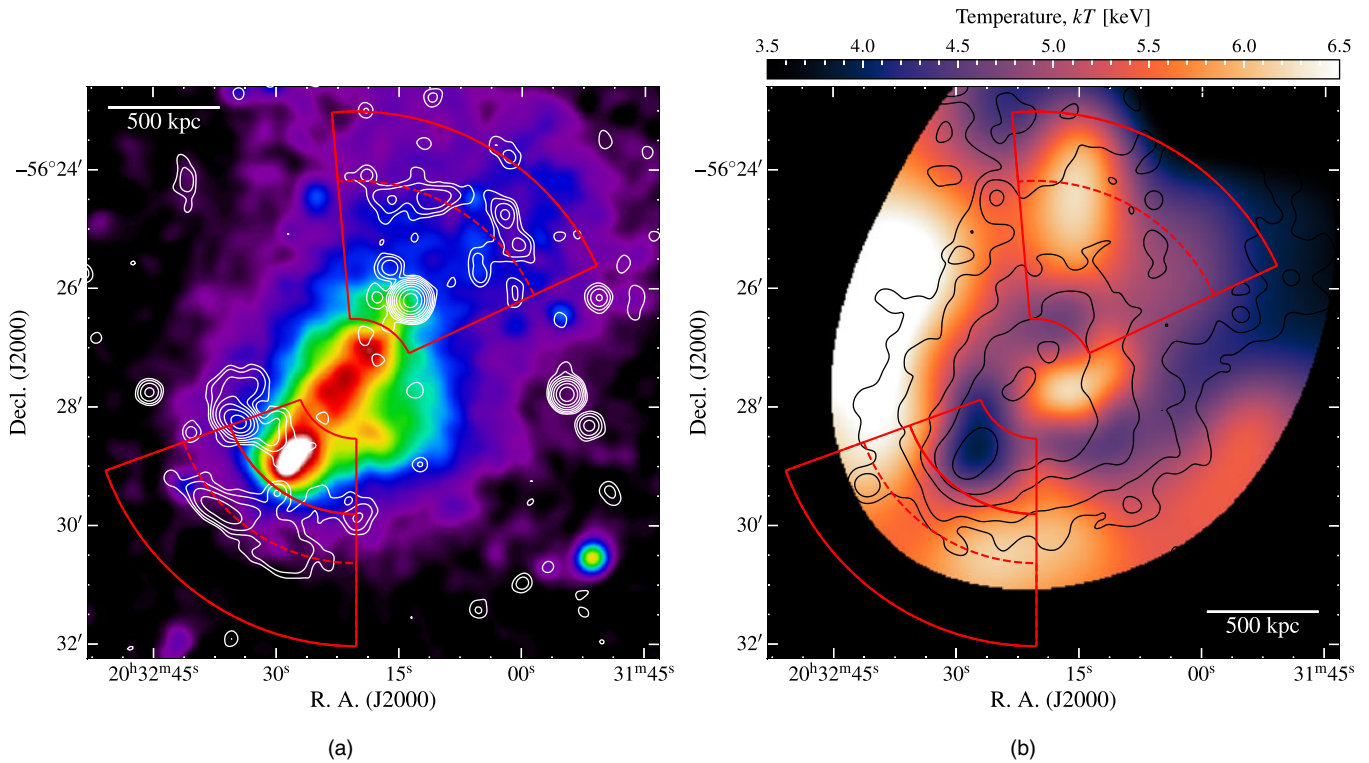 Temperature, kT [keV]
3.5 4.0 4.5 5.0 5.5 6.0 6.5
500 kpc
−56°24′
26′
28′
30′
32′
Decl. (J2000)
20ʰ32ᵐ45ˢ 30ˢ 15ˢ 00ˢ 31ᵐ45ˢ
R. A. (J2000)
(a)
−56°24′
26′
28′
30′
32′
Decl. (J2000)
500 kpc
20ʰ32ᵐ45ˢ 30ˢ 15ˢ 00ˢ 31ᵐ45ˢ
R. A. (J2000)
(b)